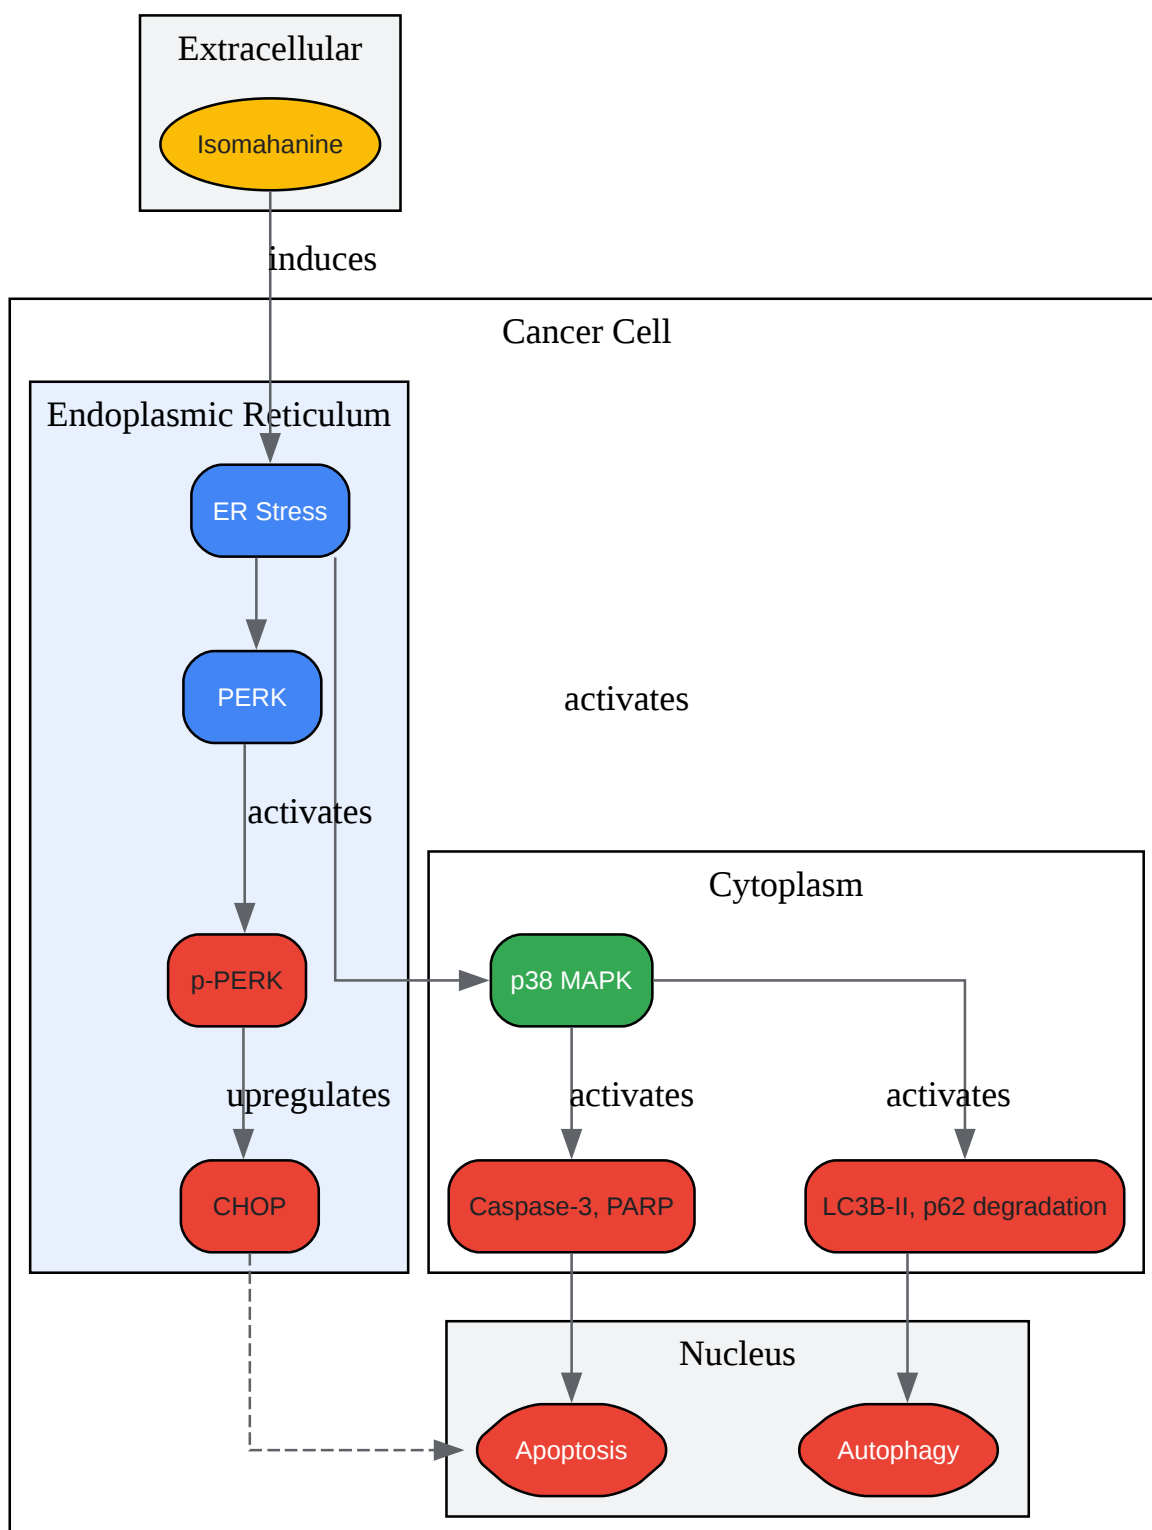 Extracellular
Isomahanine
induces
Cancer Cell
Endoplasmic Reticulum
ER Stress
PERK
activates
activates
Cytoplasm
p-PERK
p38 MAPK
upregulates
activates
activates
CHOP
Caspase-3, PARP
LC3B-II, p62 degradation
Nucleus
Apoptosis
Autophagy